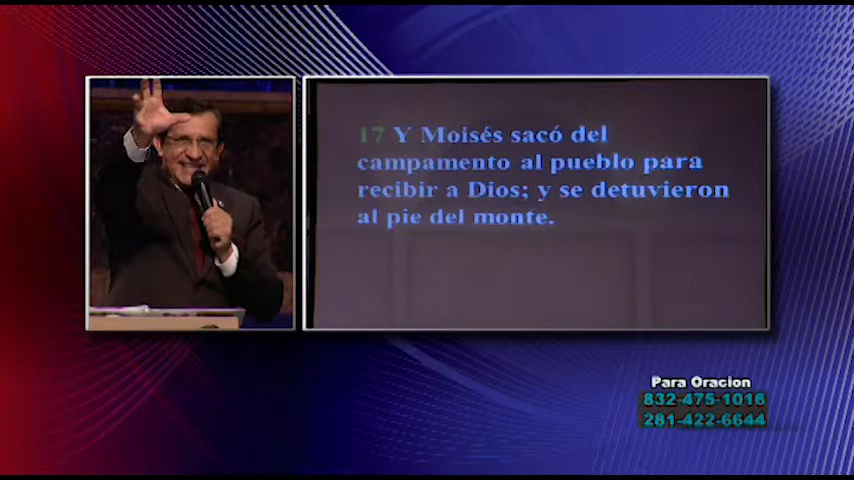 17 Y Moisés sacó del
campamento al pueblo para
recibir a Dios; y se detuvieron
al pie del monte.
Para Oracion
832-475-1016
281-422-6644